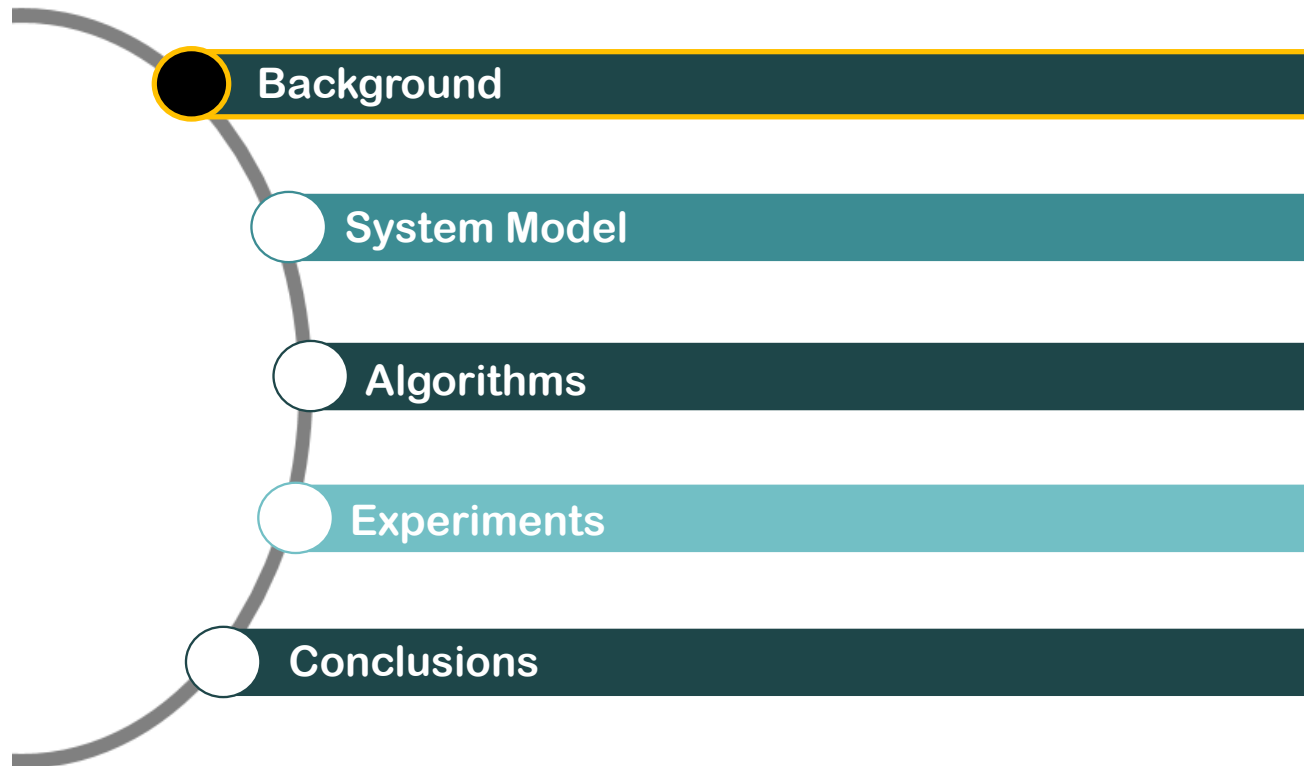 Background
System Model
Algorithms
Experiments
Conclusions